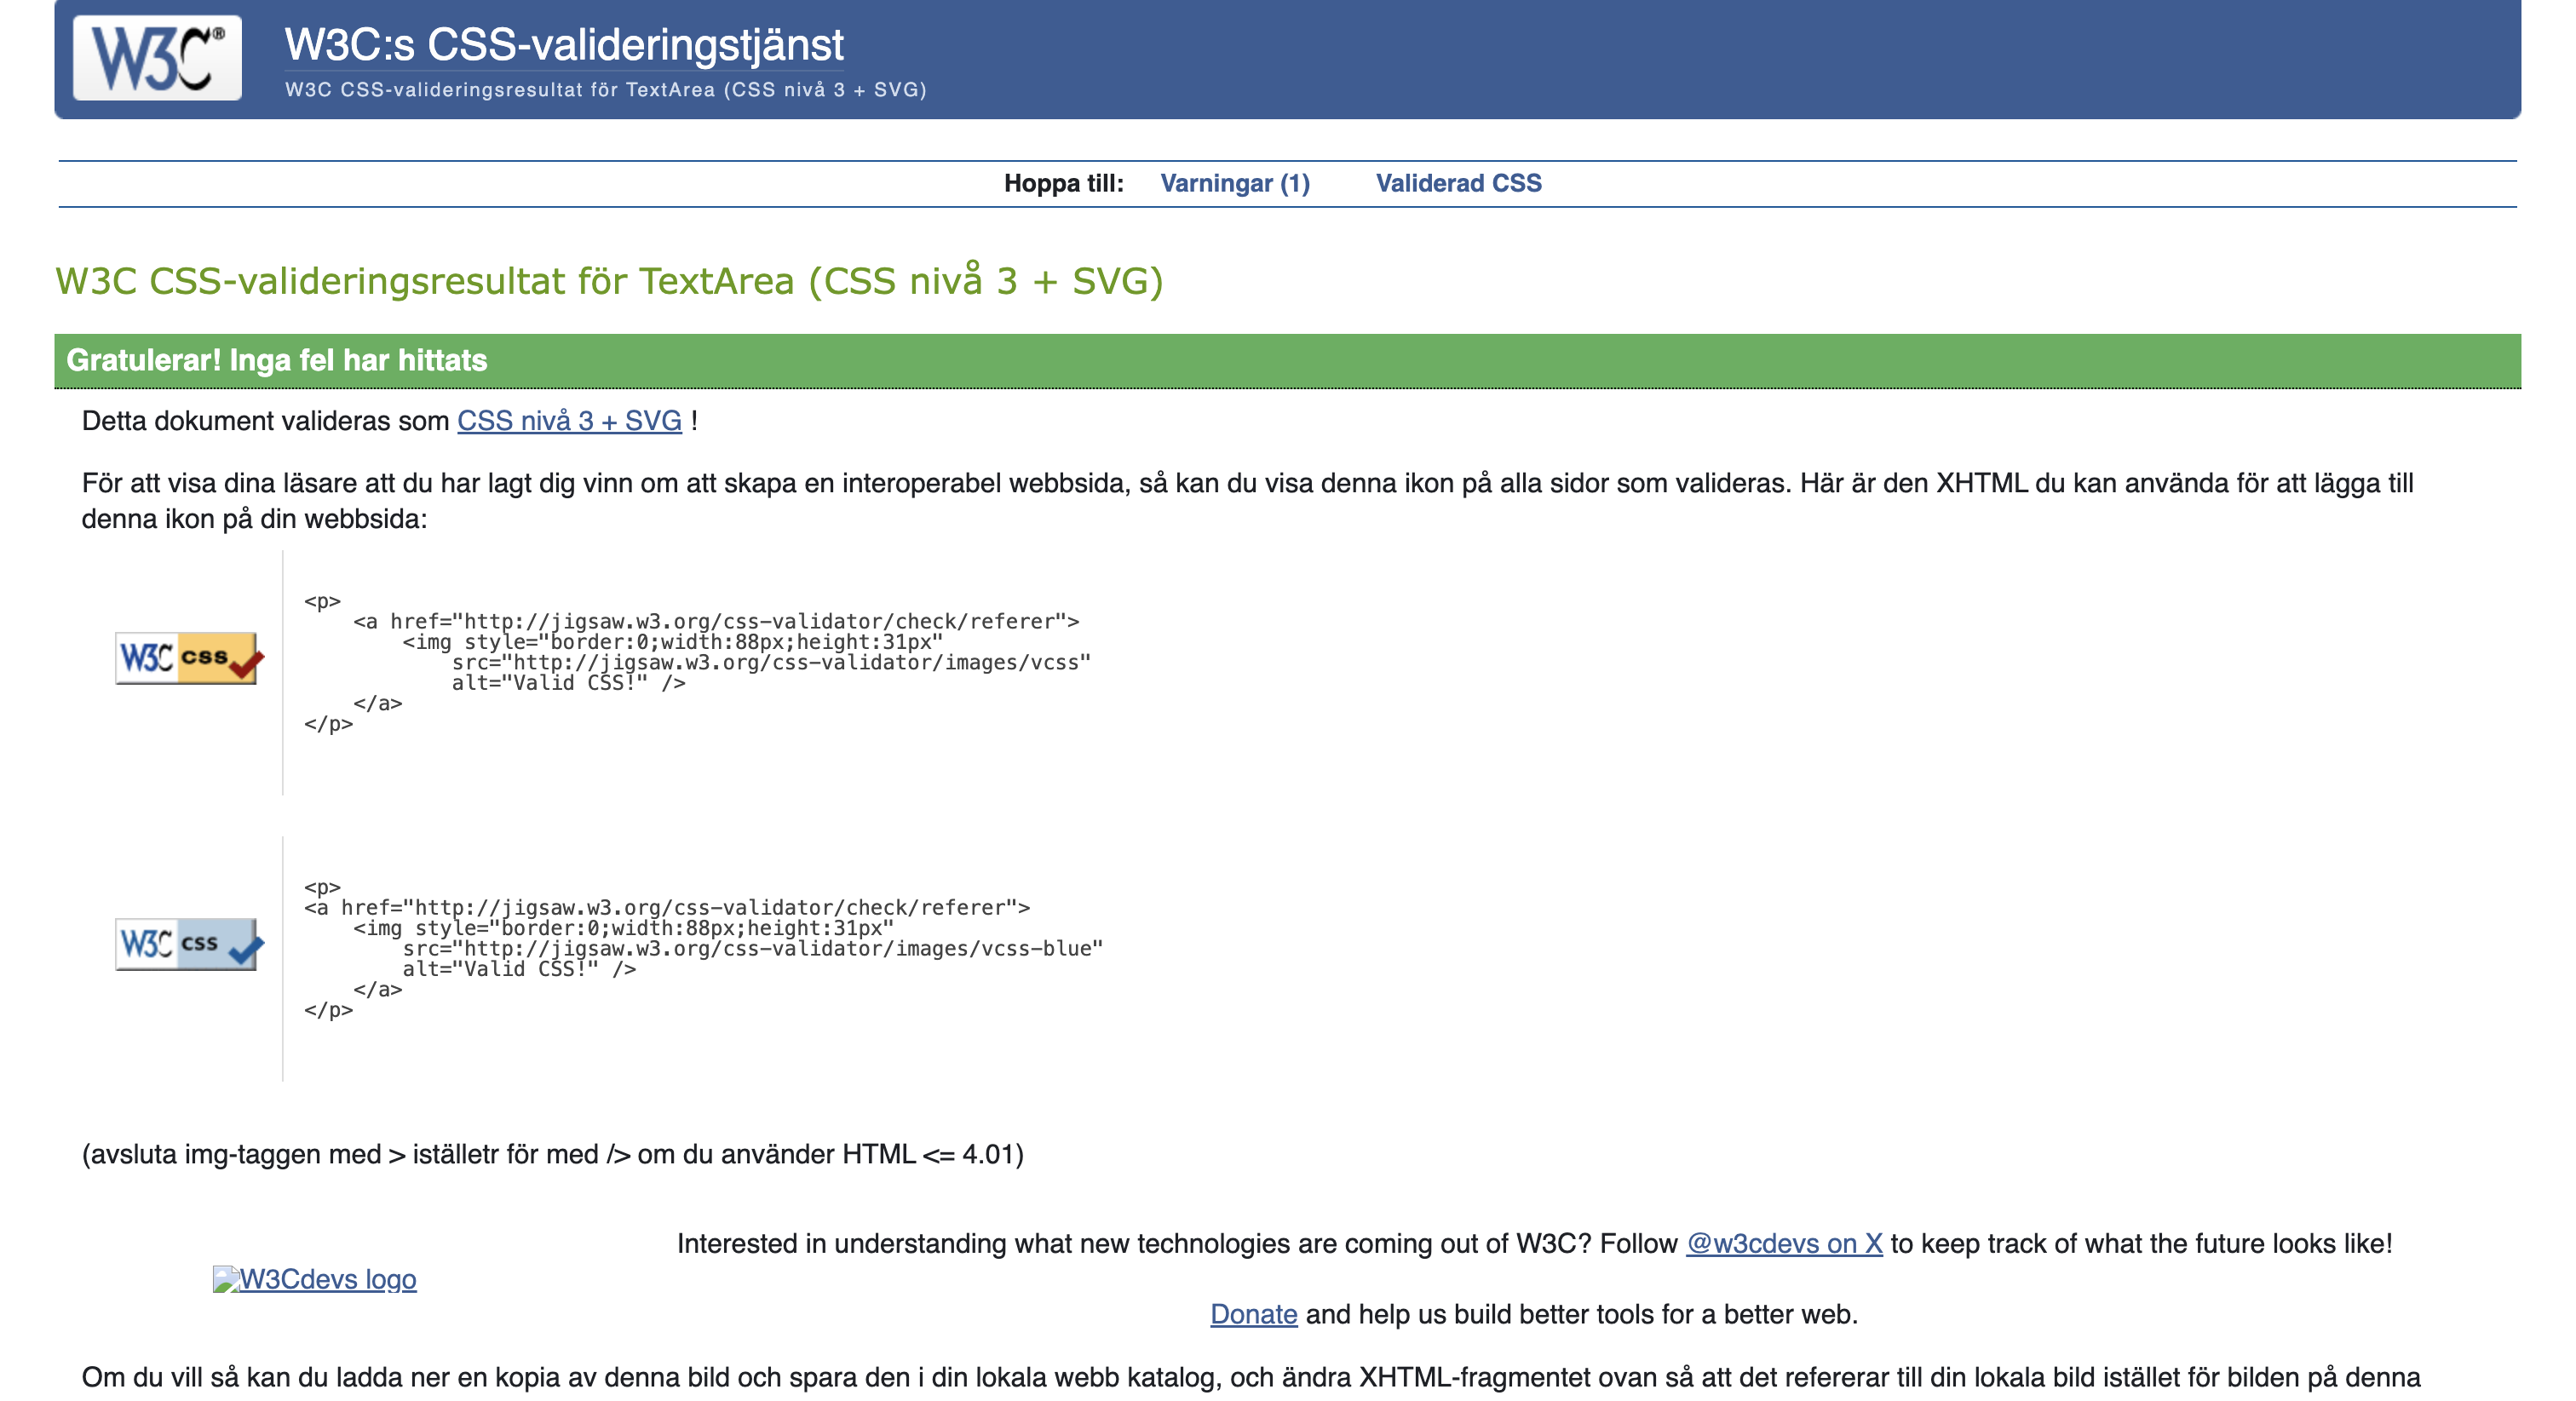 W3C®
W3C:s CSS-valideringstjänst
W3C CSS-valideringsresultat för TextArea (CSS nivå 3 + SVG)
Hoppa till: Varningar (1) Validerad CSS
W3C CSS-valideringsresultat för TextArea (CSS nivå 3 + SVG)
Gratulerar! Inga fel har hittats
Detta dokument valideras som CSS nivå 3 + SVG !
För att visa dina läsare att du har lagt dig vinn om att skapa en interoperabel webbsida, så kan du visa denna ikon på alla sidor som valideras. Här är den XHTML du kan använda för att lägga till
denna ikon på din webbsida:
W3C css
<p>
<a href="http://jigsaw.w3.org/css-validator/check/referer">
<img style="border:0;width:88px;height:31px"
src="http://jigsaw.w3.org/css-validator/images/vcss"
alt="Valid CSS!" />
</a>
</p>
W3C css
<p>
<a href="http://jigsaw.w3.org/css-validator/check/referer">
<img style="border:0;width:88px;height:31px"
src="http://jigsaw.w3.org/css-validator/images/vcss-blue"
alt="Valid CSS!" />
</a>
</p>
(avsluta img-taggen med > iställetr för med /> om du använder HTML <= 4.01)
Interested in understanding what new technologies are coming out of W3C? Follow @w3cdevs on X to keep track of what the future looks like!
W3Cdevs logo
Donate and help us build better tools for a better web.
Om du vill så kan du ladda ner en kopia av denna bild och spara den i din lokala webb katalog, och ändra XHTML-fragmentet ovan så att det refererar till din lokala bild istället för bilden på denna